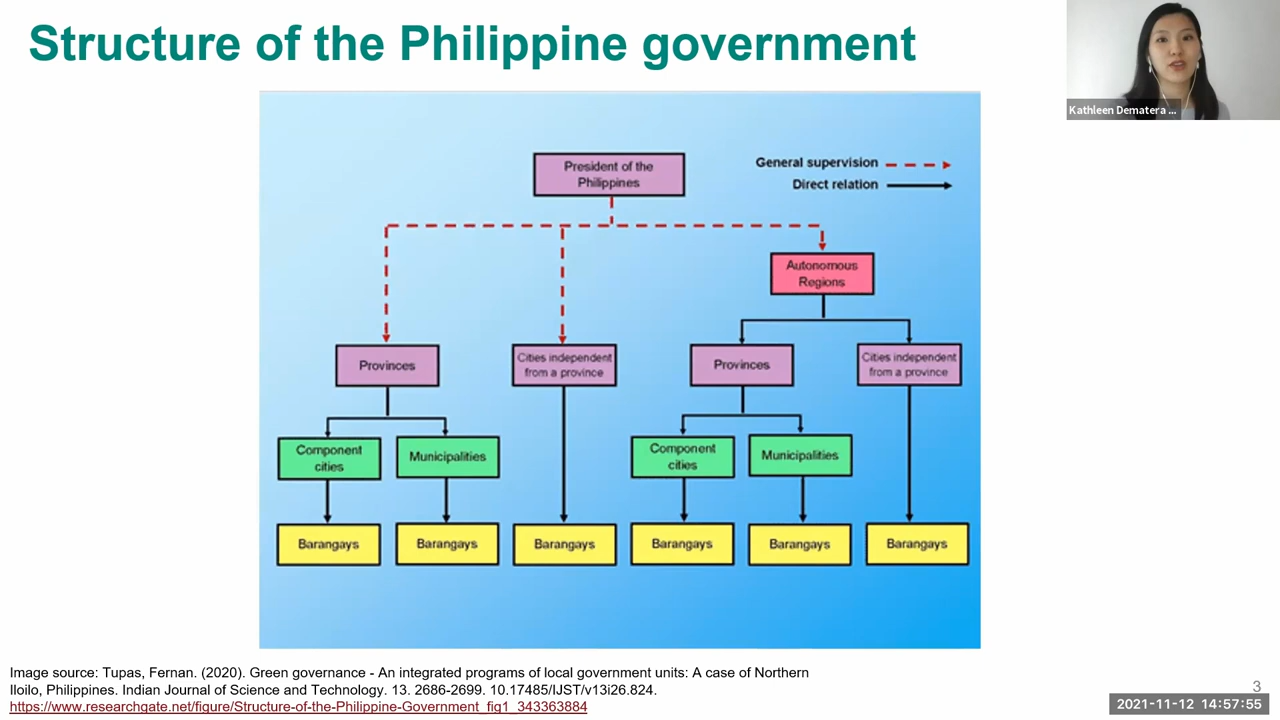 Structure of the Philippine government
Kathleen Dematera ...
President of the
Philippines
General supervision
Direct relation
Autonomous
Regions
Provinces
Cities independent
from a province
Provinces
Cities independent
from a province
Component
cities
Municipalities
Component
cities
Municipalities
Barangays
Barangays
Barangays
Barangays
Barangays
Barangays
Image source: Tupas, Fernan. (2020). Green governance - An integrated programs of local government units: A case of Northern
Iloilo, Philippines. Indian Journal of Science and Technology. 13. 2686-2699. 10.17485/IJST/v13i26.824.
https://www.researchgate.net/figure/Structure-of-the-Philippine-Government_fig1_343363884
3
2021-11-12 14:57:55